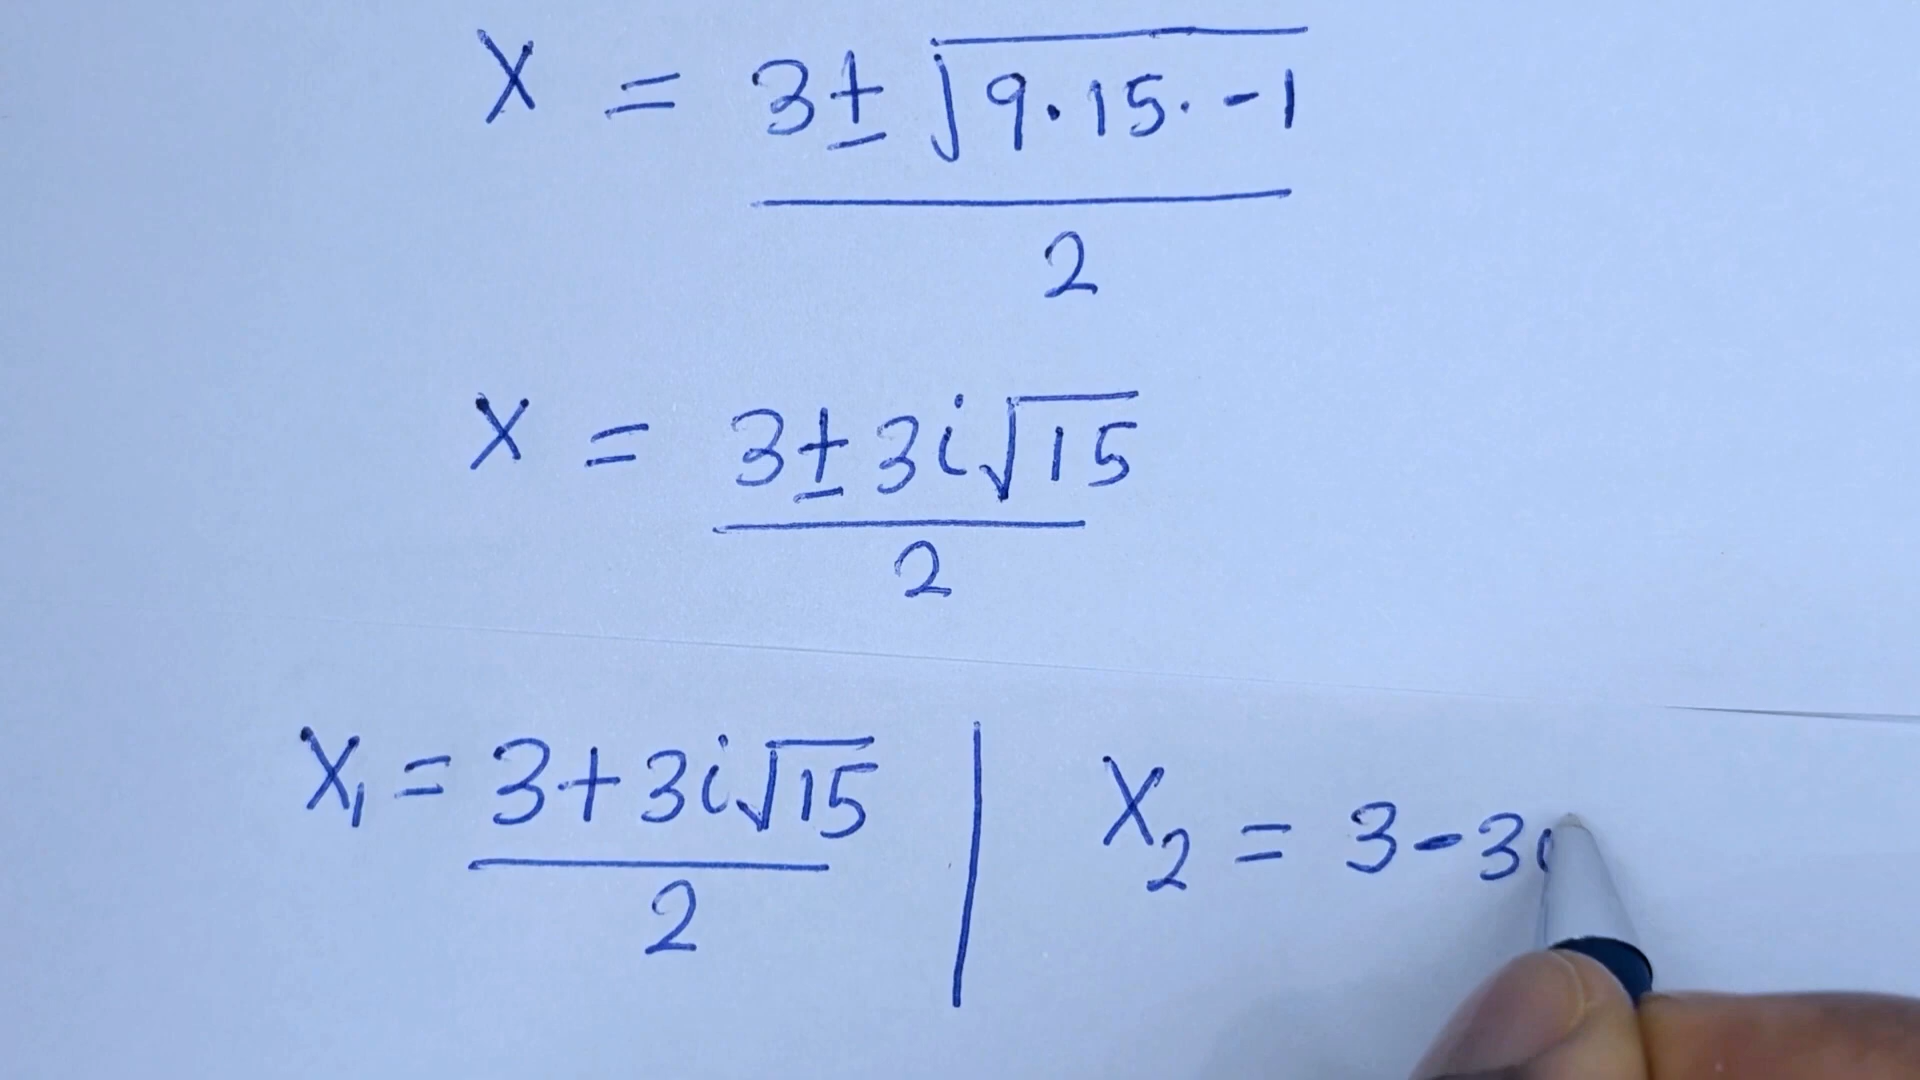 X = (3 ± √(9·15·-1)) / 2
X = (3 ± 3i√15) / 2
X₁ = (3 + 3i√15) / 2 | X₂ = 3 - 3